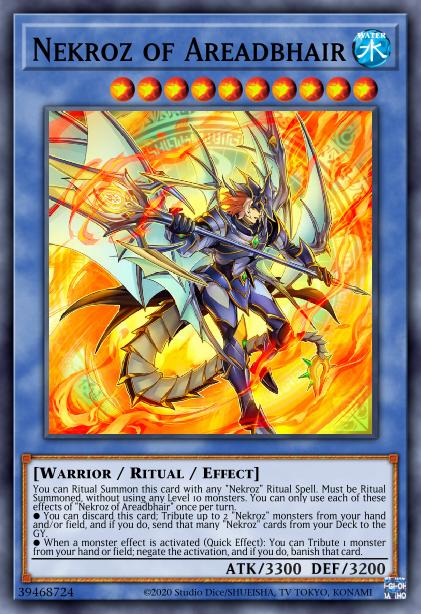 NEKROZ OF AREADBHAIR
WATER
水
[WARRIOR / RITUAL / EFFECT]
You can Ritual Summon this card with any "Nekroz" Ritual Spell. Must be Ritual
Summoned, without using any Level 10 monsters. You can only use each of these
effects of "Nekroz of Areadbhair" once per turn.
● You can discard this card; Tribute up to 2 "Nekroz" monsters from your hand
and/or field, and if you do, send that many "Nekroz" cards from your Deck to the
GY.
● When a monster effect is activated (Quick Effect): You can Tribute 1 monster
from your hand or field; negate the activation, and if you do, banish that card.
ATK/3300 DEF/3200
39468724
©2020 Studio Dice/SHUEISHA, TV TOKYO, KONAMI